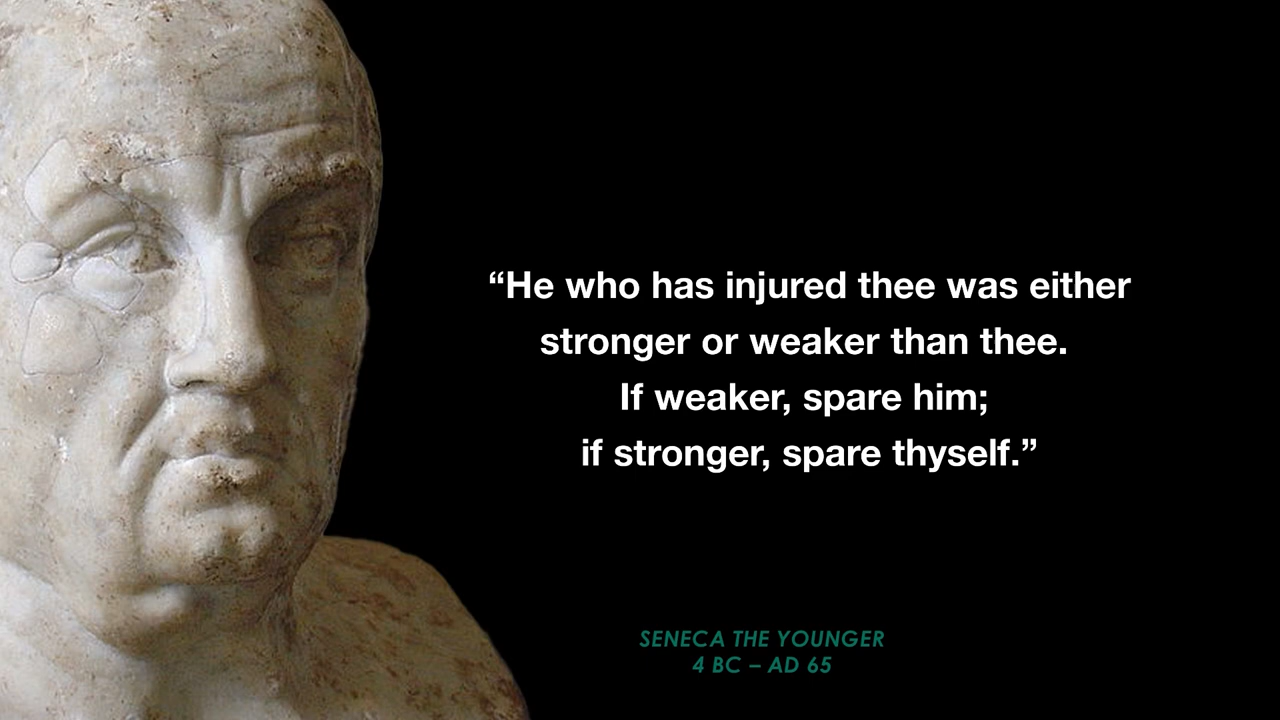 “He who has injured thee was either
stronger or weaker than thee.
If weaker, spare him;
if stronger, spare thyself.”
SENECA THE YOUNGER
4 BC – AD 65